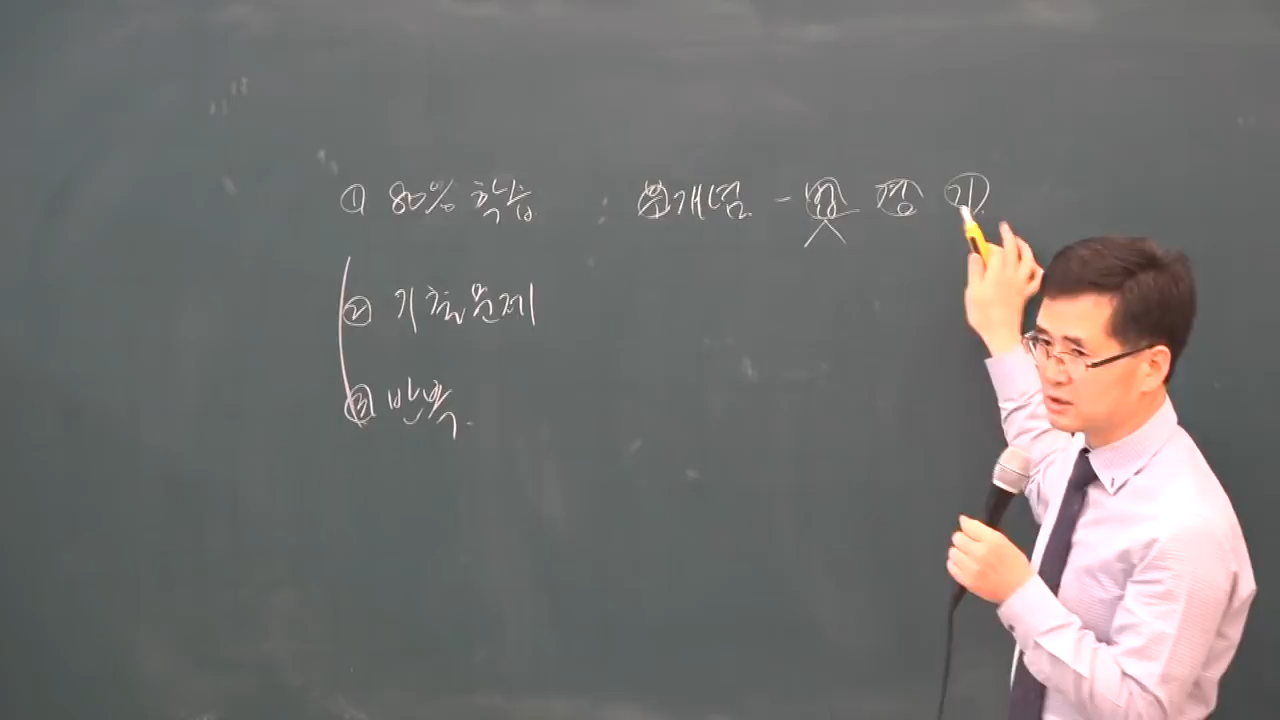 ① 80% 학습 : 개념 -
② 기출문제
③ 반복.